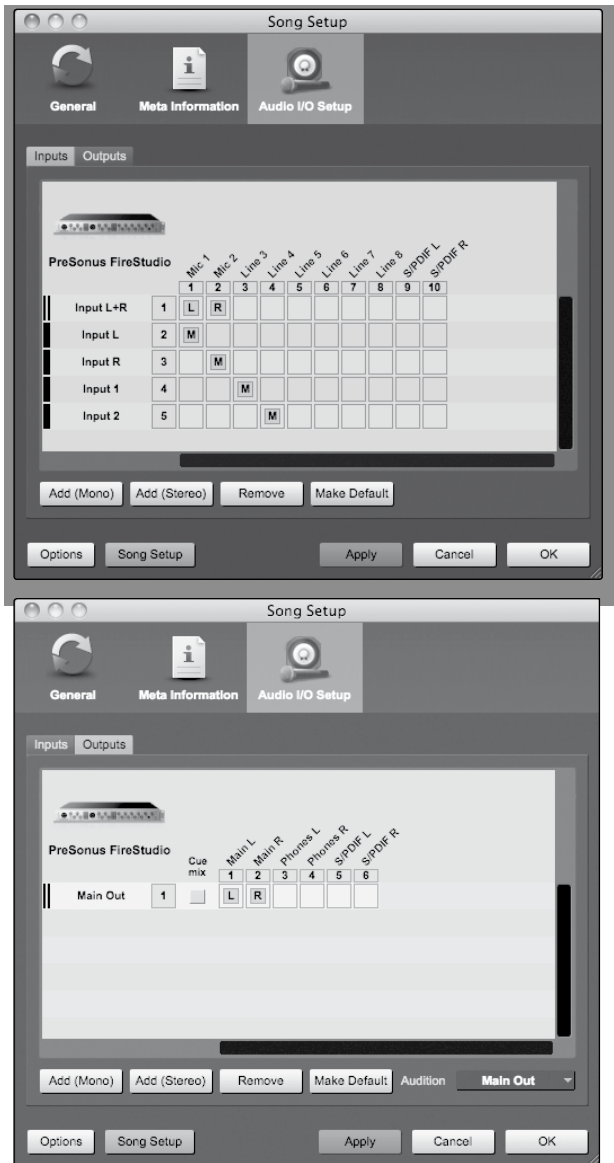 Song Setup
General Meta Information Audio I/O Setup
Inputs Outputs
PreSonus FireStudio
Mic 1 Mic 2 Line 3 Line 4 Line 5 Line 6 Line 7 Line 8 S/PDIF L S/PDIF R
1 2 3 4 5 6 7 8 9 10
Input L+R 1 L R
Input L 2 M
Input R 3 M
Input 1 4 M
Input 2 5 M
Add (Mono) Add (Stereo) Remove Make Default
Options Song Setup Apply Cancel OK
Song Setup
General Meta Information Audio I/O Setup
Inputs Outputs
PreSonus FireStudio
Cue mix Main L Main R Phones L Phones R S/PDIF L S/PDIF R
1 2 3 4 5 6
Main Out 1 L R
Add (Mono) Add (Stereo) Remove Make Default Audition Main Out
Options Song Setup Apply Cancel OK